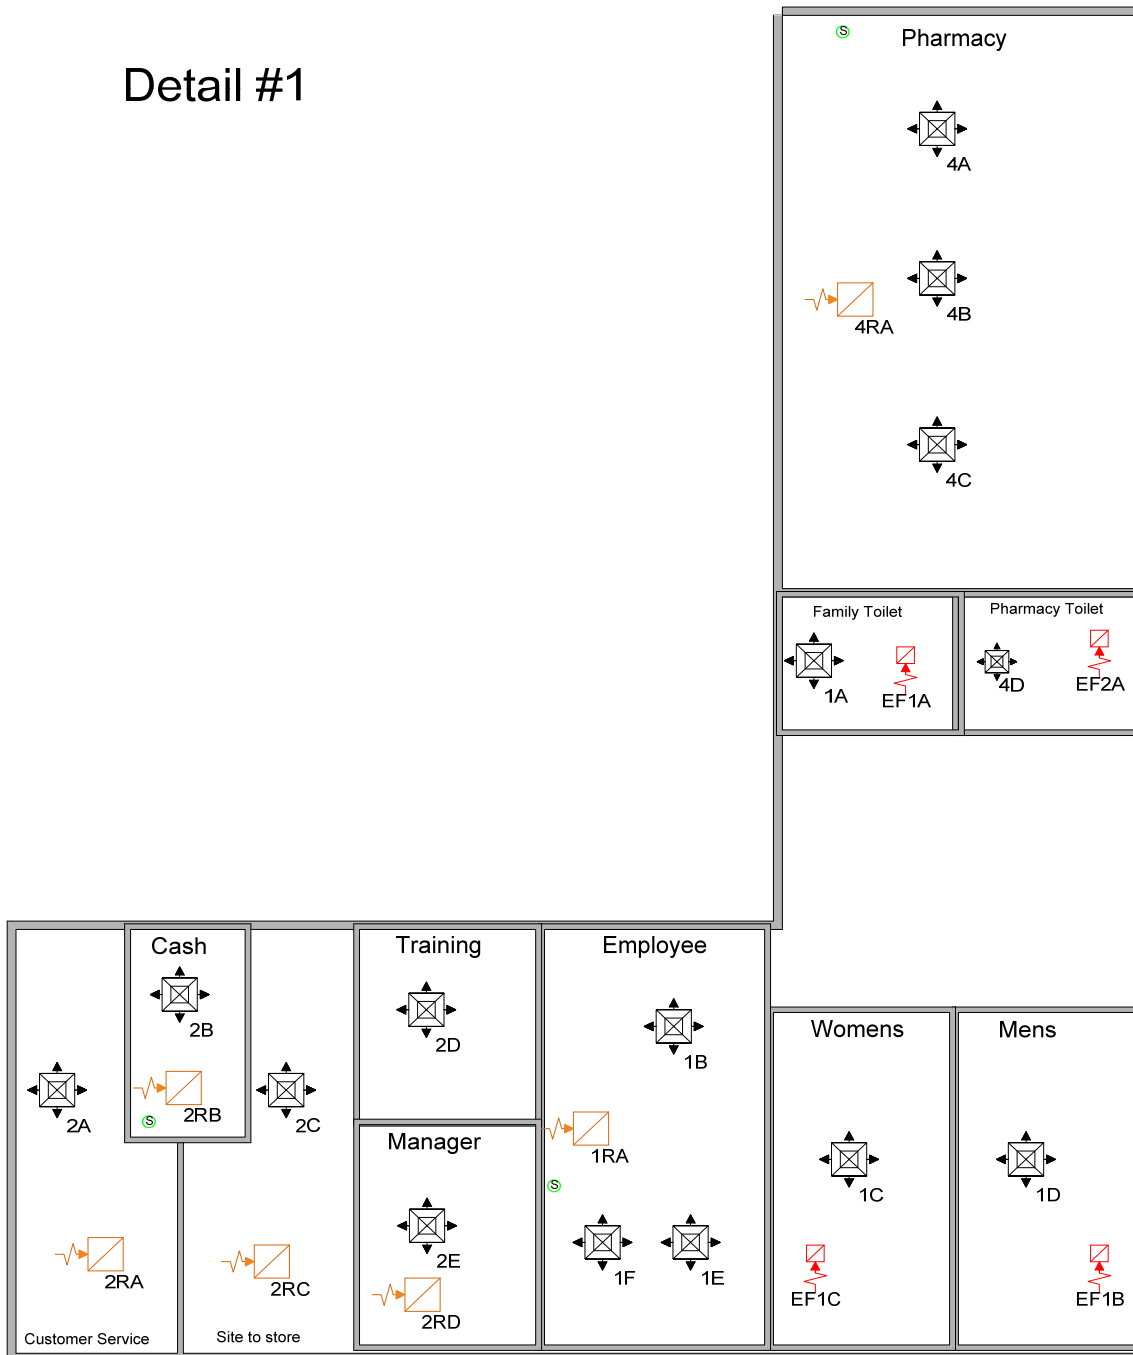 Detail #1
S
Pharmacy
4A
4B
4RA
4C
Family Toilet
1A
EF1A
Pharmacy Toilet
4D
EF2A
Cash
2B
2RB
S
2A
2RA
Customer Service
2C
2RC
Site to store
Training
2D
Manager
2E
2RD
Employee
1B
1RA
S
1F
1E
Womens
1C
EF1C
Mens
1D
EF1B